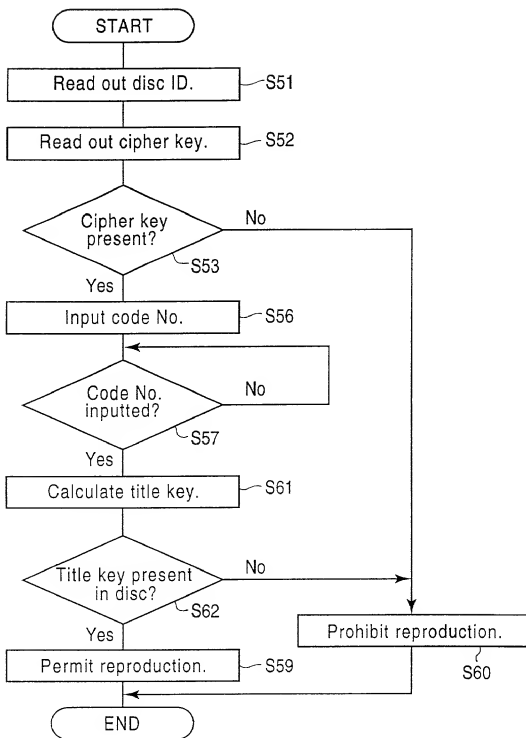 START
Read out disc ID.
S51
Read out cipher key.
S52
Cipher key
present?
No
S53
Yes
Input code No.
S56
Code No.
inputted?
No
S57
Yes
Calculate title key.
S61
Title key present
in disc?
No
S62
Yes
Prohibit reproduction.
S60
Permit reproduction.
S59
END